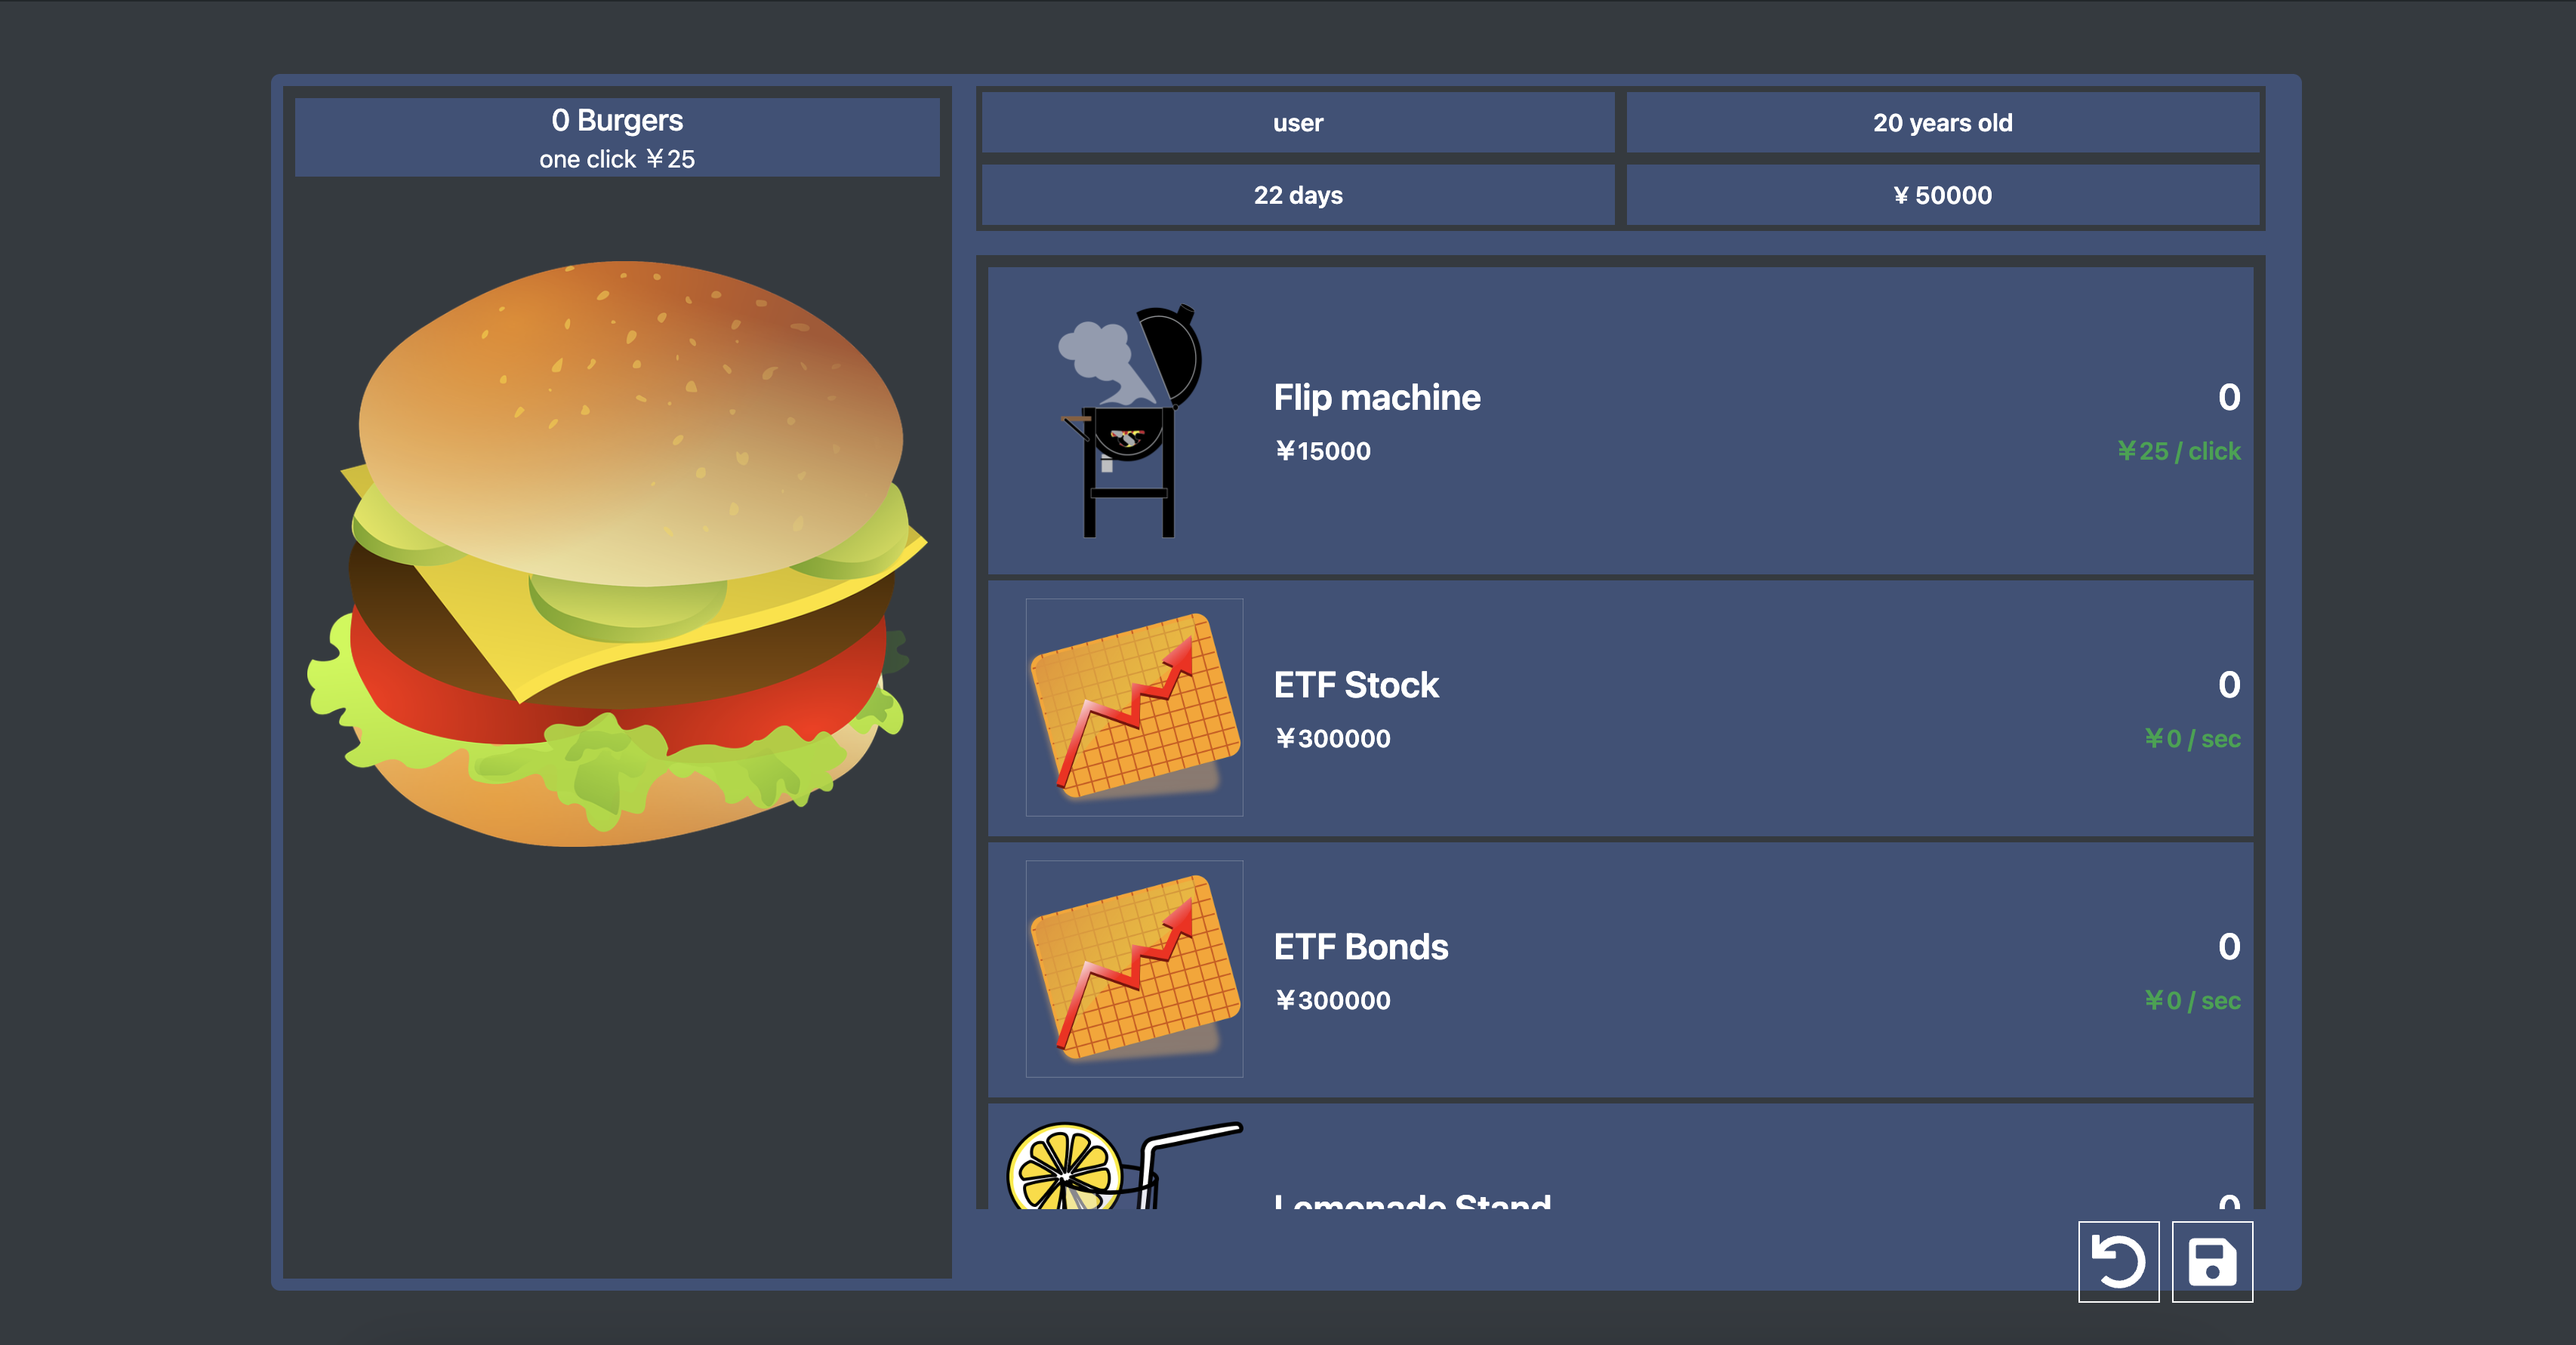 0 Burgers
one click ¥25
user
20 years old
22 days
¥ 50000
Flip machine
0
¥15000
¥25 / click
ETF Stock
0
¥300000
¥0 / sec
ETF Bonds
0
¥300000
¥0 / sec
Lemonade Stand
0